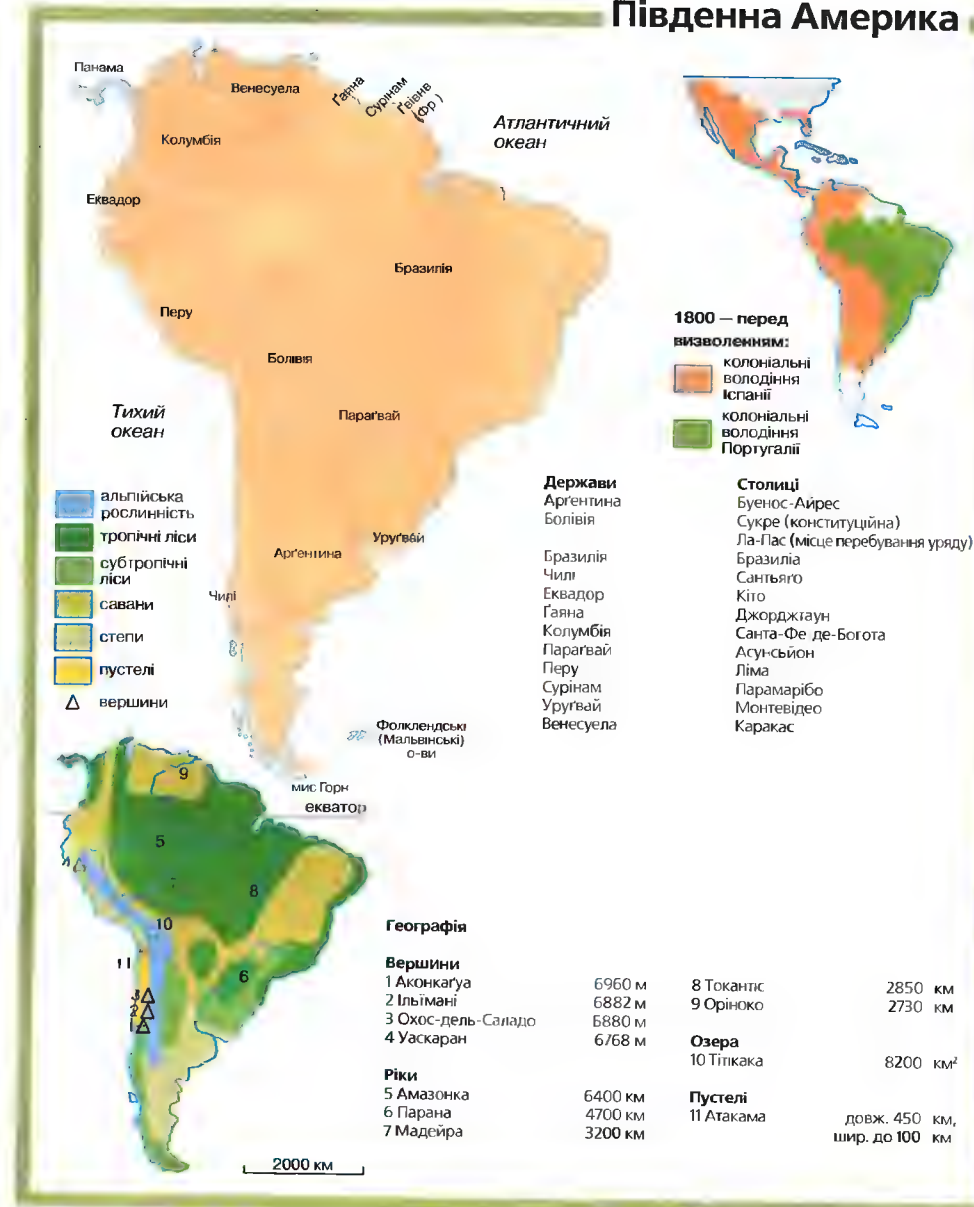 Південна Америка
Панама
Венесуела
Ґаяна
Сурінам
Ґвіана
(Фр )
Колумбія
Атлантичний
океан
Еквадор
Бразилія
Перу
Болівія
Тихий
океан
Параґвай
Уруґвай
Арґентина
Чилі
Фолклендські
(Мальвінські)
о-ви
мис Горн
1800 — перед
визволенням:
колоніальні
володіння
Іспанії
колоніальні
володіння
Португалії
альпійська
рослинність
тропічні ліси
субтропічні
ліси
савани
степи
пустелі
вершини
Держави Столиці
Арґентина Буенос-Айрес
Болівія Сукре (конституційна)
Ла-Пас (місце перебування уряду)
Бразилія Бразиліа
Чилі Сантьяґо
Еквадор Кіто
Ґаяна Джорджтаун
Колумбія Санта-Фе де-Богота
Параґвай Асунсьйон
Перу Ліма
Сурінам Парамарібо
Уруґвай Монтевідео
Венесуела Каракас
екватор
9
5
4
7
8
10
11
6
3
2
1
2000 км
Географія
Вершини
1 Аконкаґуа 6960 м
2 Ільїмані 6882 м
3 Охос-дель-Саладо 6880 м
4 Уаскаран 6768 м
Ріки
5 Амазонка 6400 км
6 Парана 4700 км
7 Мадейра 3200 км
8 Токантіс 2850 км
9 Оріноко 2730 км
Озера
10 Тітікака 8200 км²
Пустелі
11 Атакама довж. 450 км,
шир. до 100 км